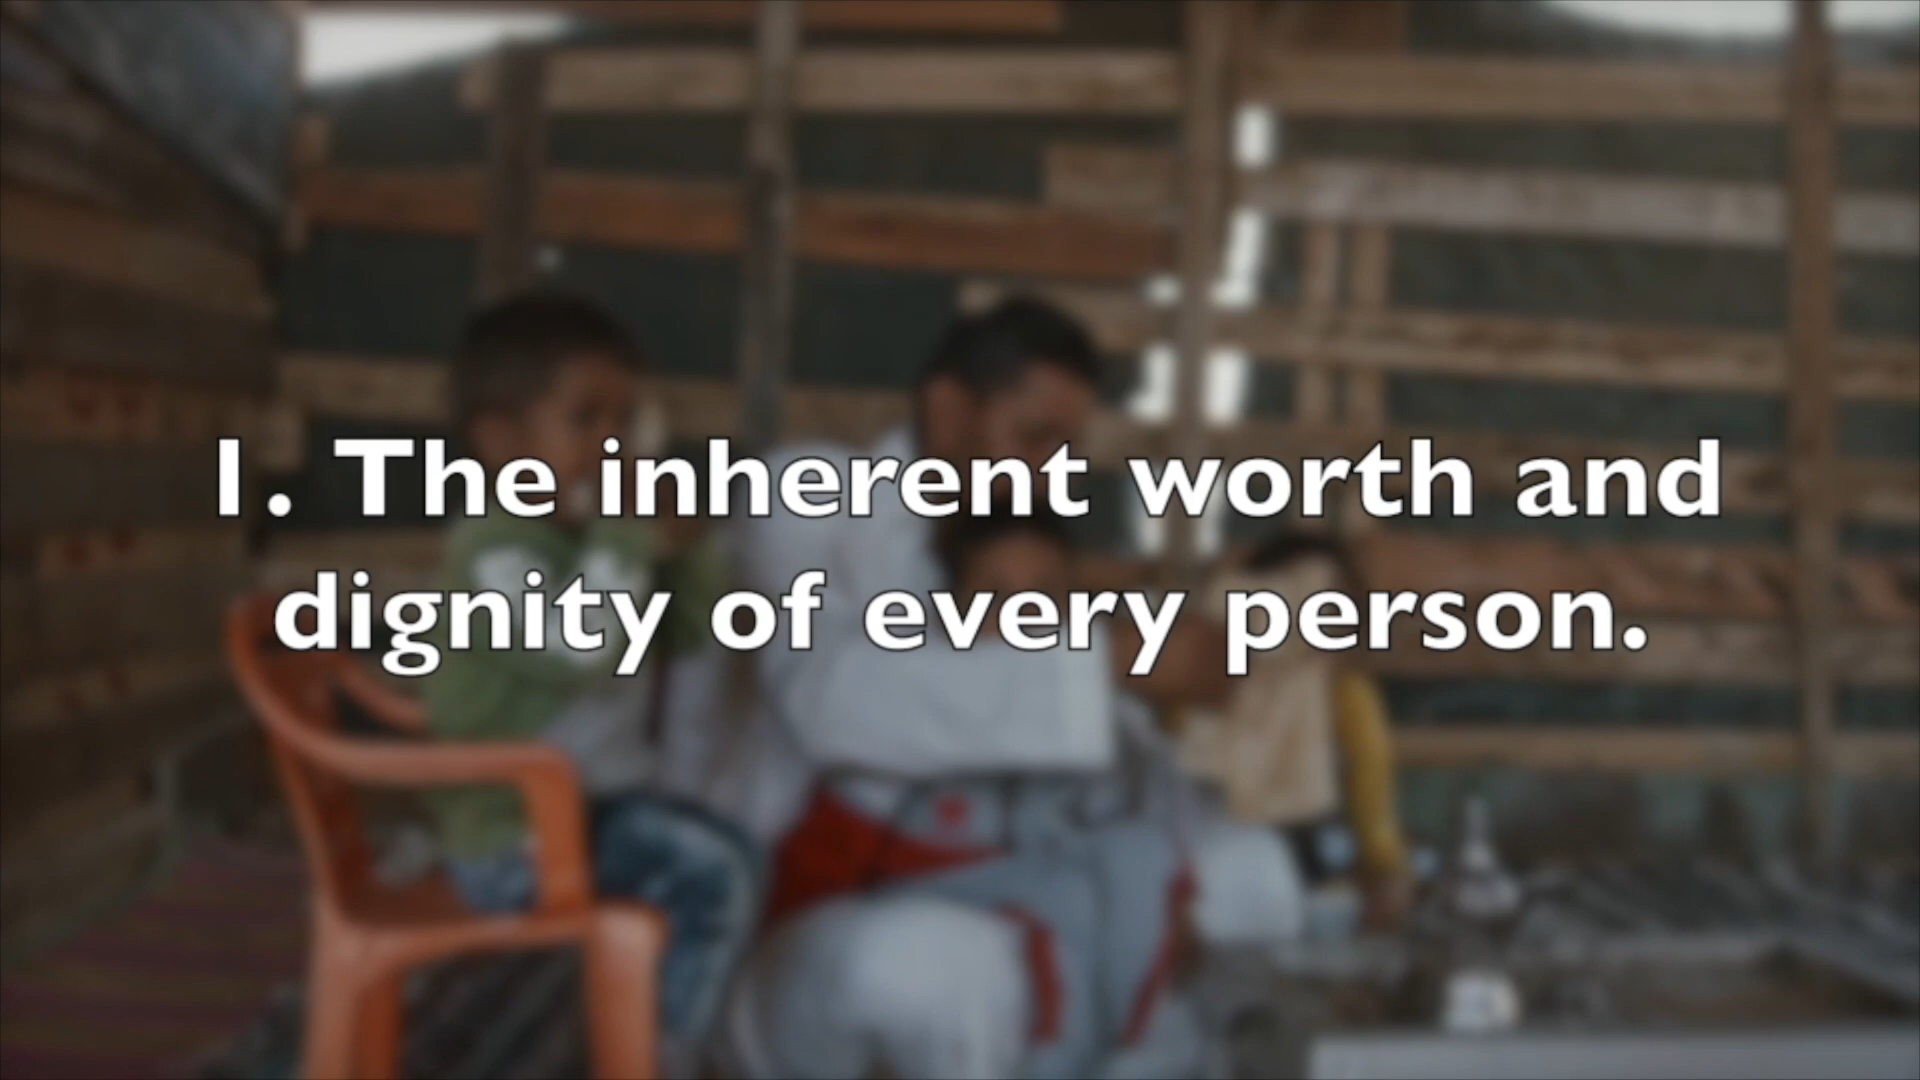 1. The inherent worth and
dignity of every person.